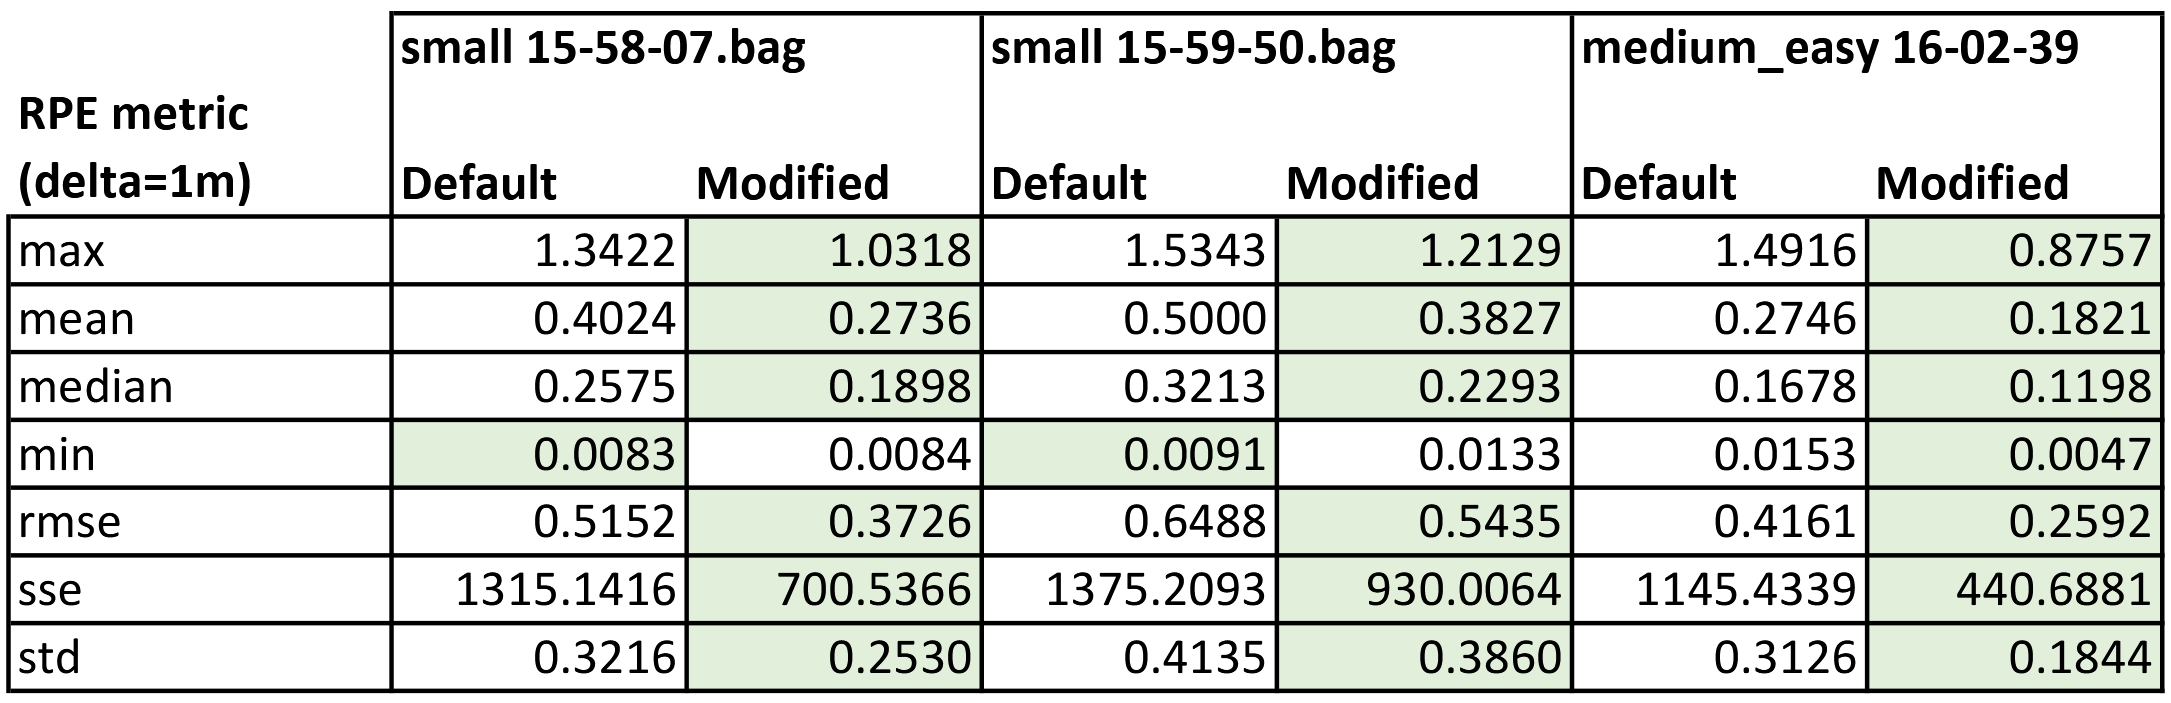 small 15-58-07.bag small 15-59-50.bag medium_easy 16-02-39
RPE metric
(delta=1m) Default Modified Default Modified Default Modified
max 1.3422 1.0318 1.5343 1.2129 1.4916 0.8757
mean 0.4024 0.2736 0.5000 0.3827 0.2746 0.1821
median 0.2575 0.1898 0.3213 0.2293 0.1678 0.1198
min 0.0083 0.0084 0.0091 0.0133 0.0153 0.0047
rmse 0.5152 0.3726 0.6488 0.5435 0.4161 0.2592
sse 1315.1416 700.5366 1375.2093 930.0064 1145.4339 440.6881
std 0.3216 0.2530 0.4135 0.3860 0.3126 0.1844